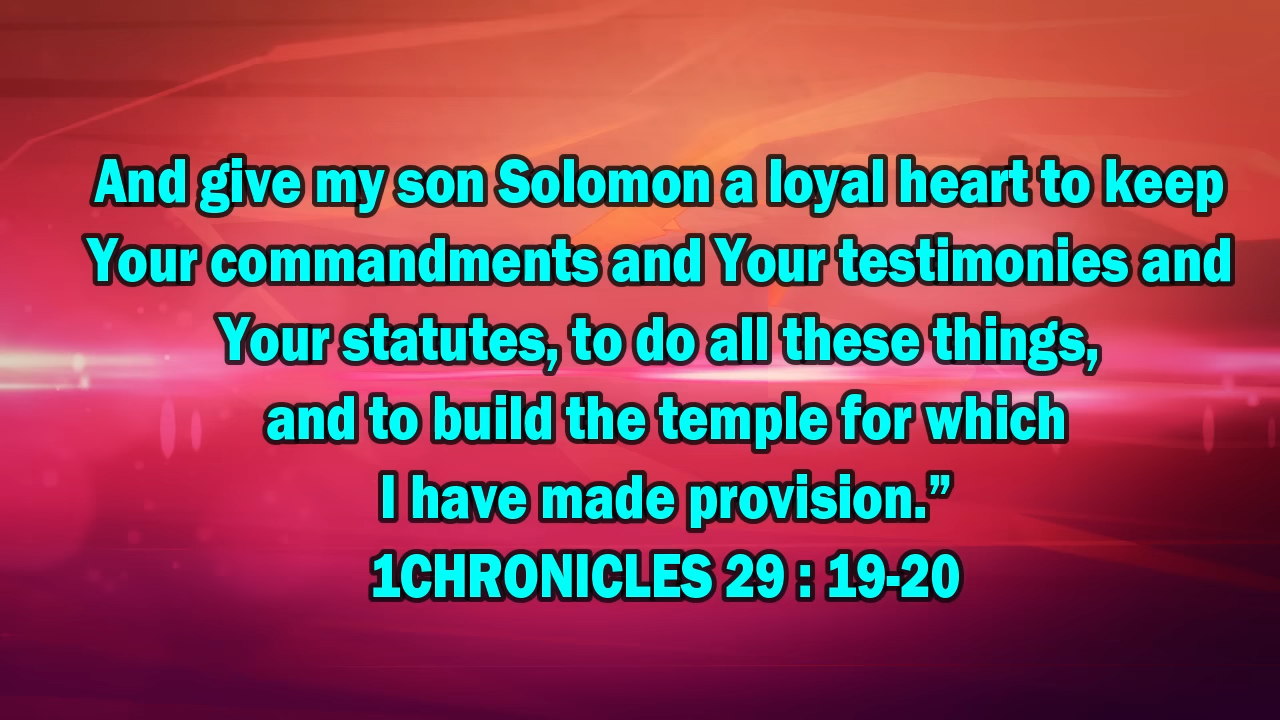 And give my son Solomon a loyal heart to keep
Your commandments and Your testimonies and
Your statutes, to do all these things,
and to build the temple for which
I have made provision.”
1CHRONICLES 29 : 19-20